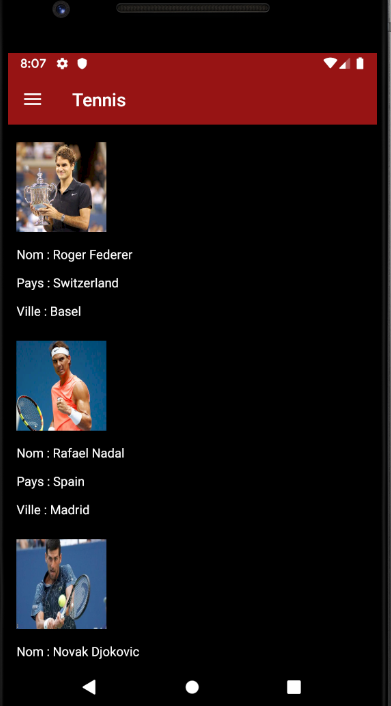 8:07
Tennis
Nom : Roger Federer
Pays : Switzerland
Ville : Basel
Nom : Rafael Nadal
Pays : Spain
Ville : Madrid
Nom : Novak Djokovic